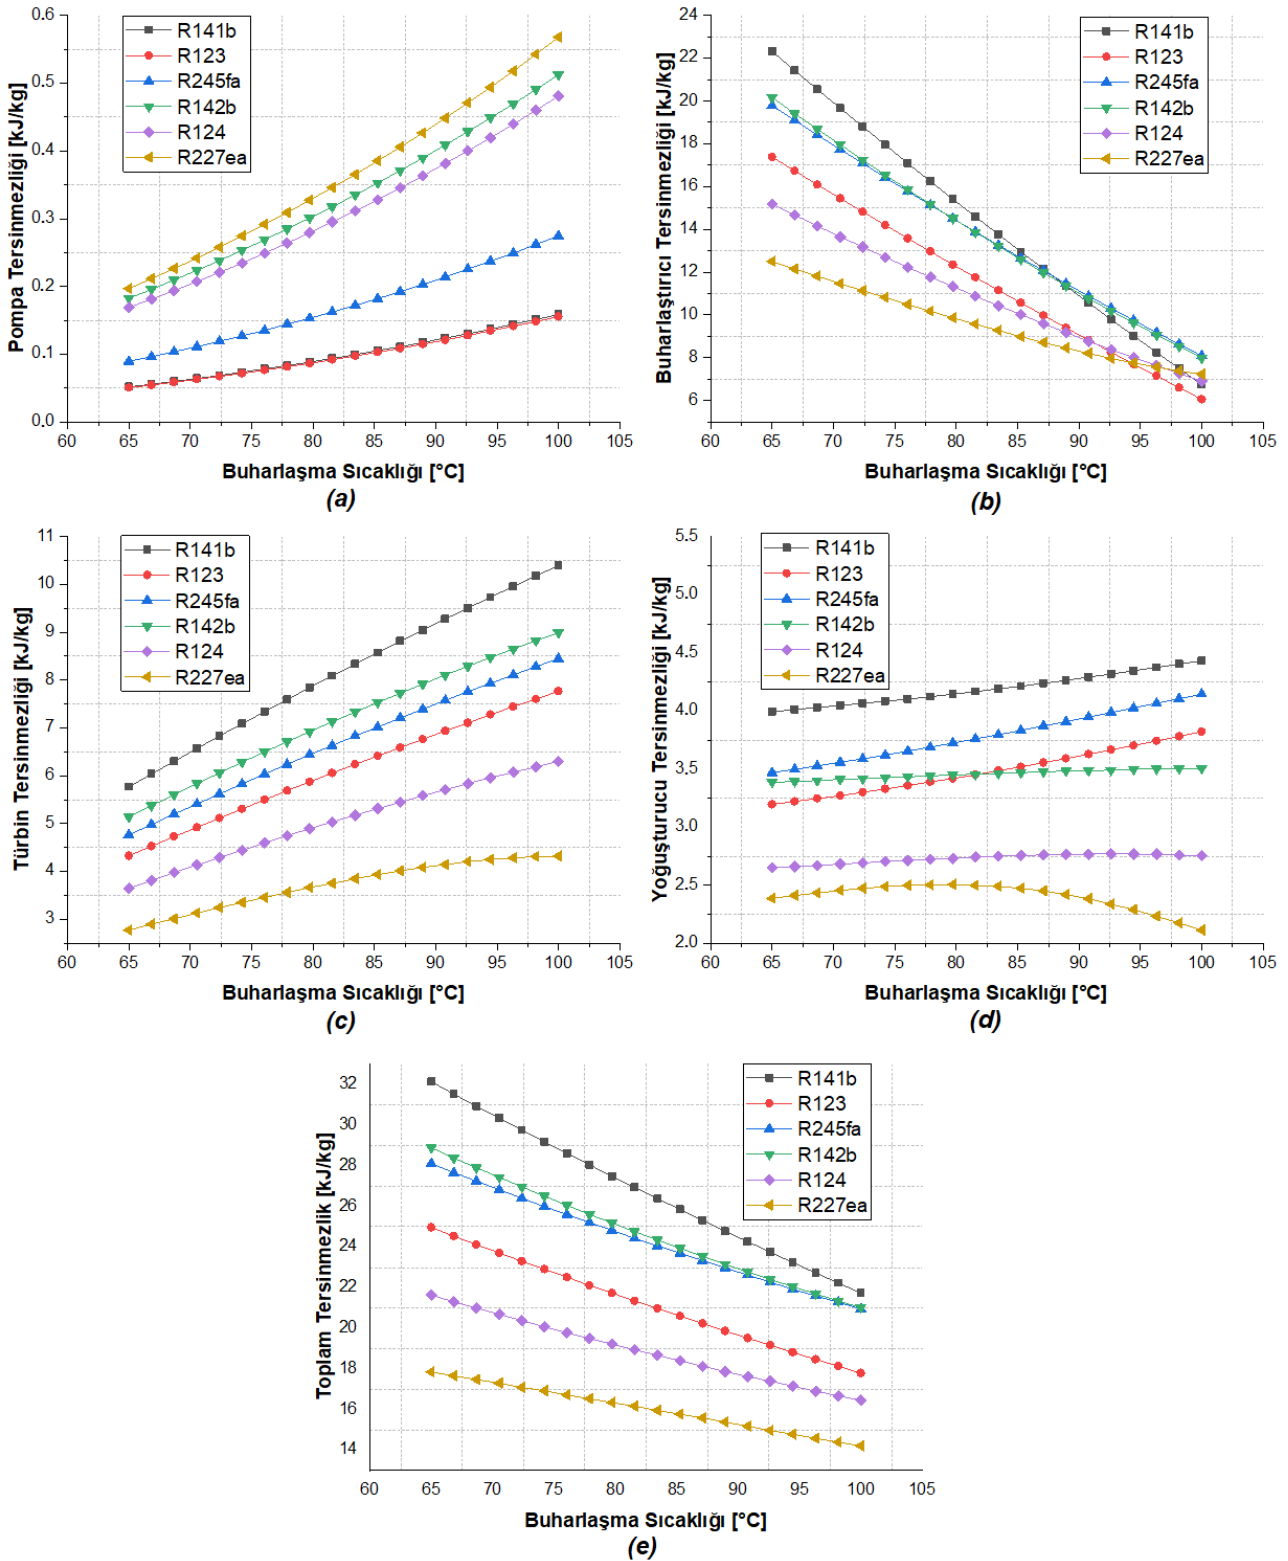 0.6
0.5
0.4
0.3
0.2
0.1
0.0
Pompa Tersinmezliği [kJ/kg]
R141b
R123
R245fa
R142b
R124
R227ea
60 65 70 75 80 85 90 95 100 105
Buharlaşma Sıcaklığı [°C]
(a)
24
22
20
18
16
14
12
10
8
6
Buharlaştırıcı Tersinmezliği [kJ/kg]
R141b
R123
R245fa
R142b
R124
R227ea
60 65 70 75 80 85 90 95 100 105
Buharlaşma Sıcaklığı [°C]
(b)
11
10
9
8
7
6
5
4
3
Türbin Tersinmezliği [kJ/kg]
R141b
R123
R245fa
R142b
R124
R227ea
60 65 70 75 80 85 90 95 100 105
Buharlaşma Sıcaklığı [°C]
(c)
5.5
5.0
4.5
4.0
3.5
3.0
2.5
2.0
Yoğuşturucu Tersinmezliği [kJ/kg]
R141b
R123
R245fa
R142b
R124
R227ea
60 65 70 75 80 85 90 95 100 105
Buharlaşma Sıcaklığı [°C]
(d)
32
30
28
26
24
22
20
18
16
14
Toplam Tersinmezlik [kJ/kg]
R141b
R123
R245fa
R142b
R124
R227ea
60 65 70 75 80 85 90 95 100 105
Buharlaşma Sıcaklığı [°C]
(e)